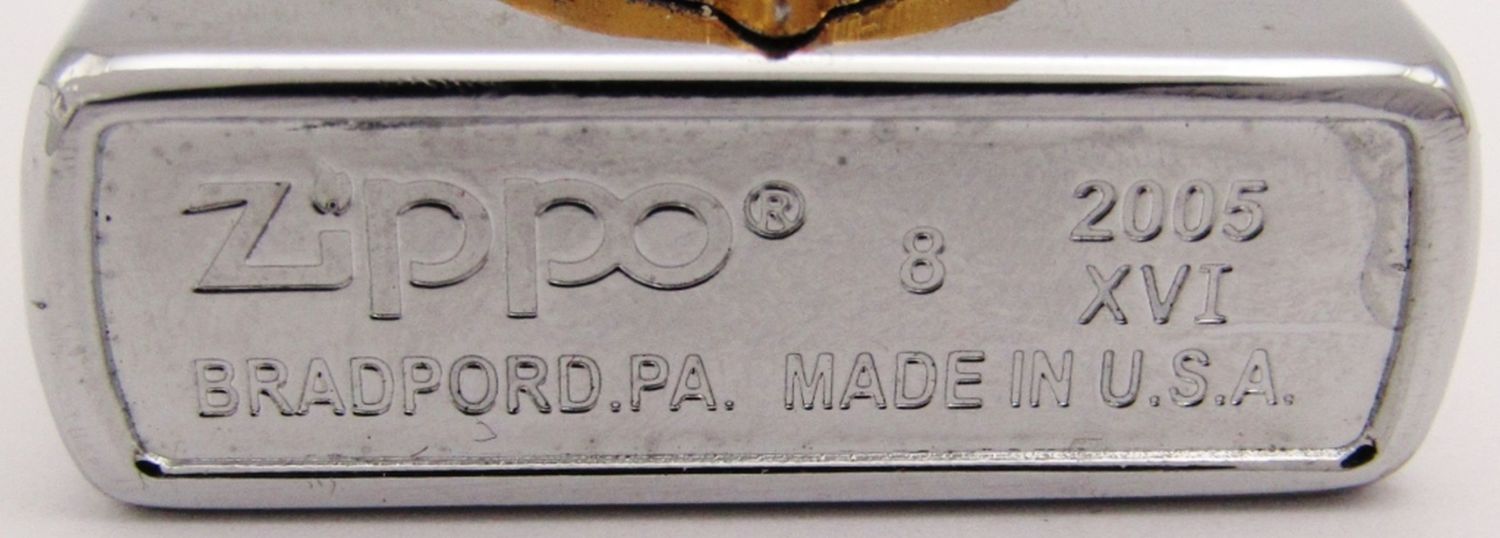 Zippo® 8 2005
XVI
BRADPORD.PA. MADE IN U.S.A.